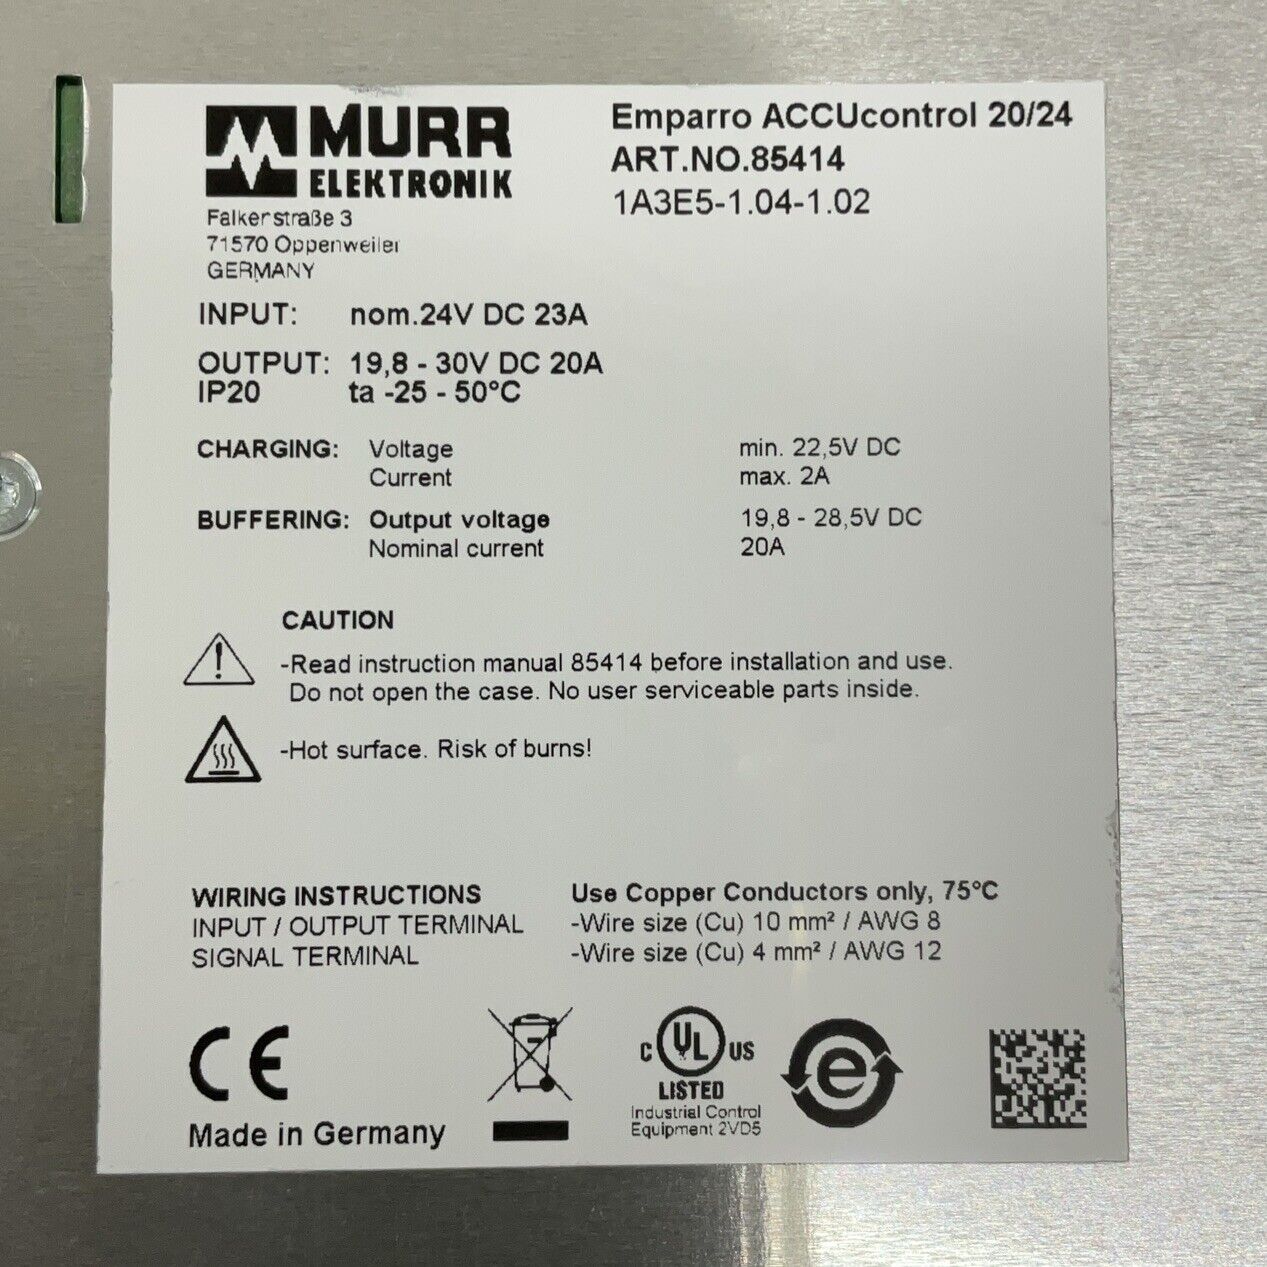 MURR
ELEKTRONIK
Falkerstraße 3
71570 Oppenweiler
GERMANY
Emparro ACCUcontrol 20/24
ART.NO.85414
1A3E5-1.04-1.02
INPUT: nom.24V DC 23A
OUTPUT: 19,8 - 30V DC 20A
IP20 ta -25 - 50°C
CHARGING: Voltage min. 22,5V DC
Current max. 2A
BUFFERING: Output voltage 19,8 - 28,5V DC
Nominal current 20A
CAUTION
-Read instruction manual 85414 before installation and use.
Do not open the case. No user serviceable parts inside.
-Hot surface. Risk of burns!
WIRING INSTRUCTIONS Use Copper Conductors only, 75°C
INPUT / OUTPUT TERMINAL -Wire size (Cu) 10 mm² / AWG 8
SIGNAL TERMINAL -Wire size (Cu) 4 mm² / AWG 12
CE
C UL US
LISTED
Industrial Control
Equipment 2VD5
e
Made in Germany